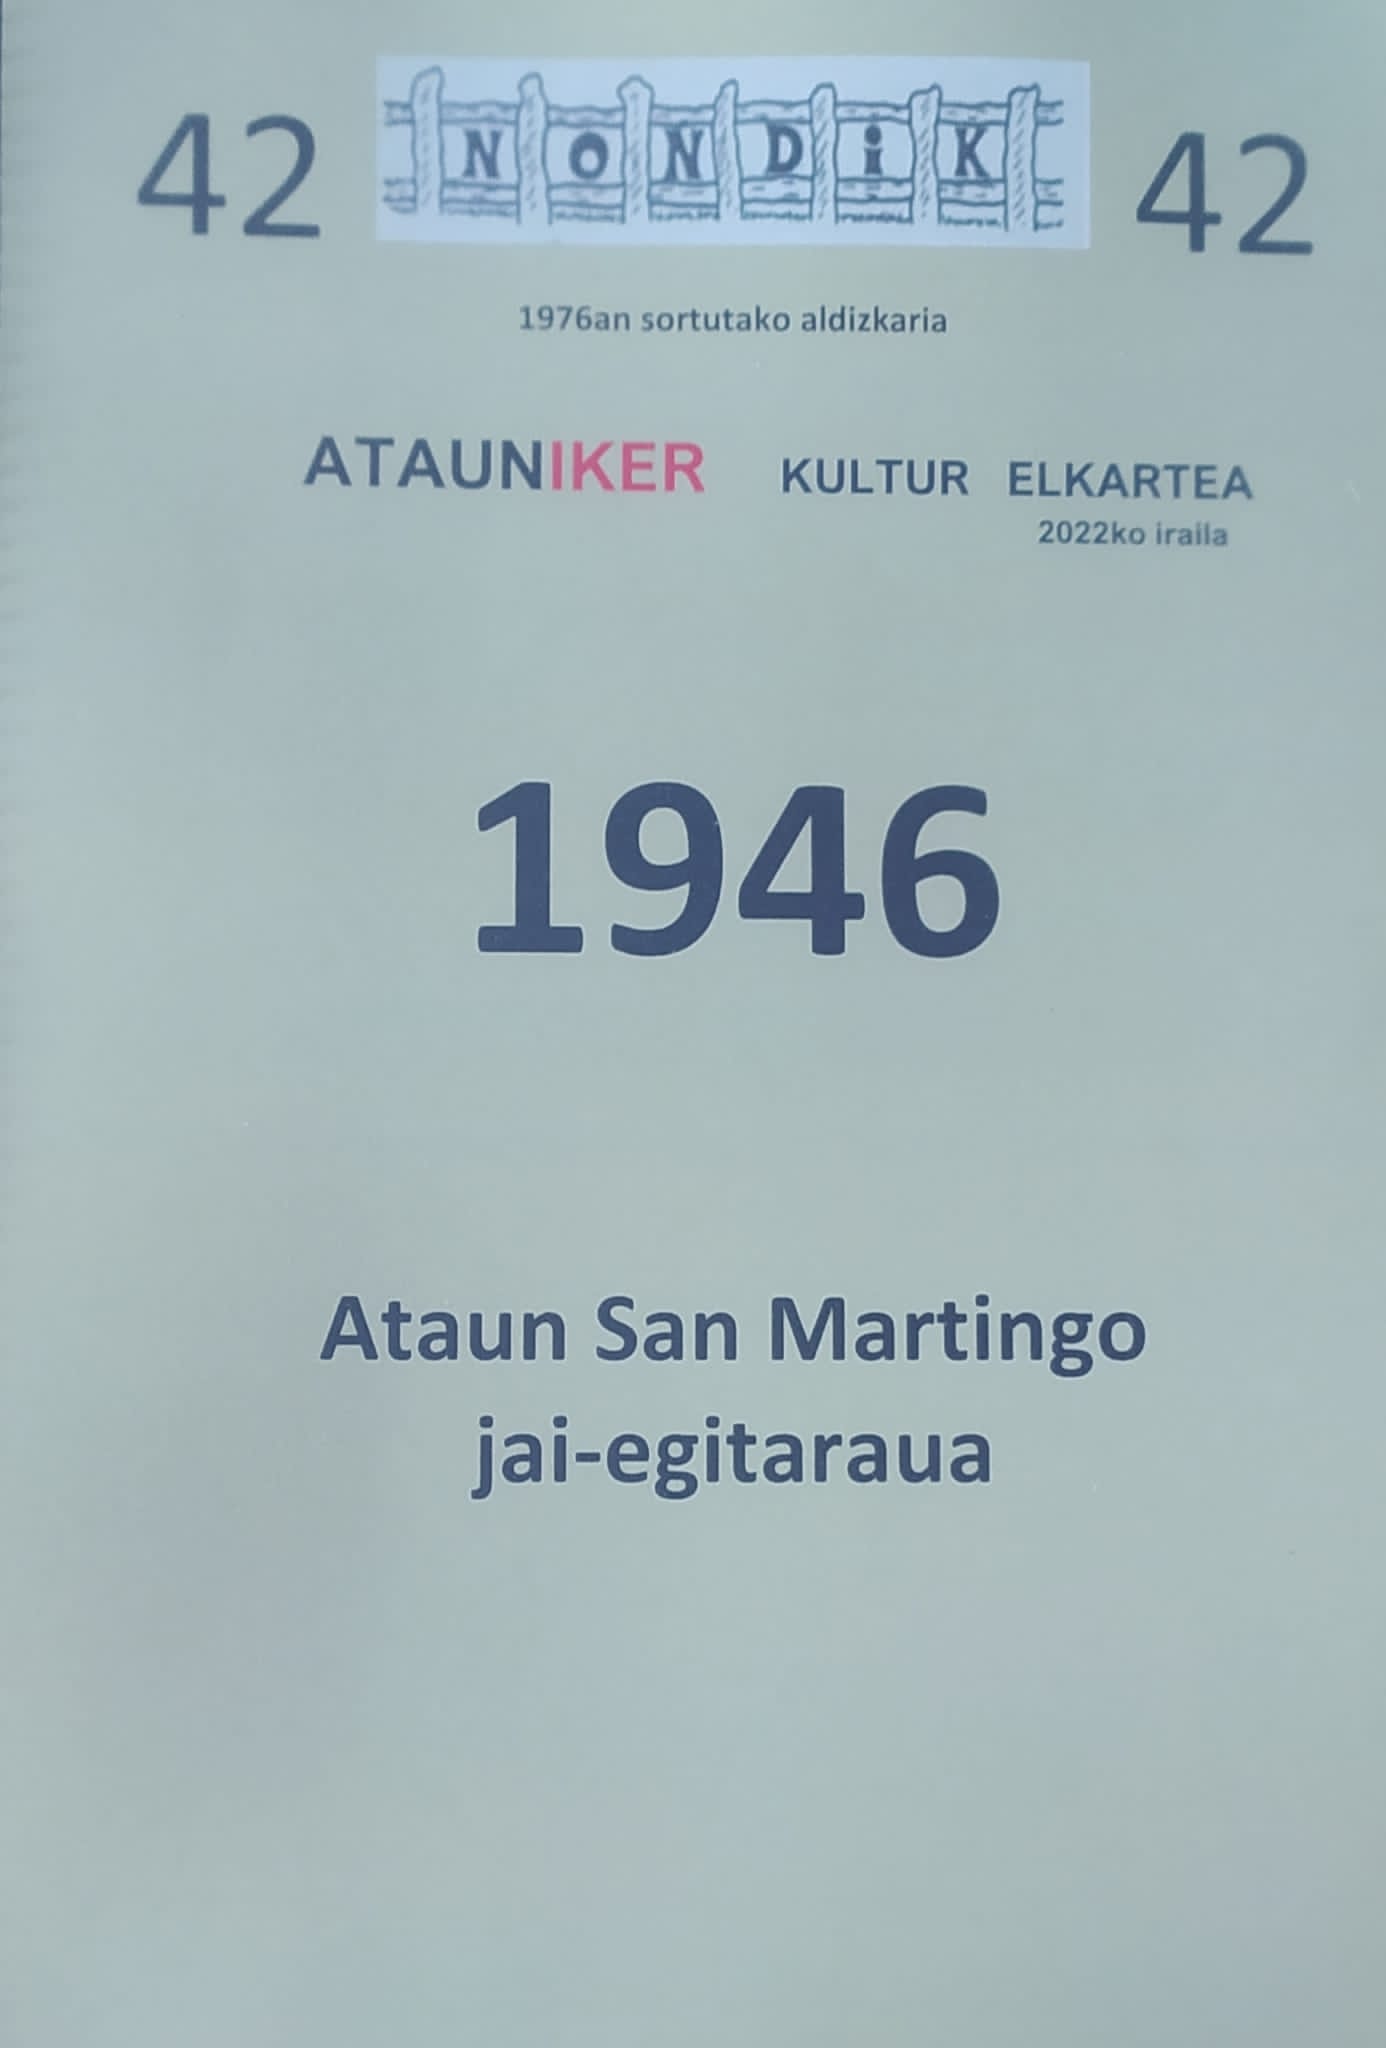 42 NONDiK 42
1976an sortutako aldizkaria
ATAUNIKER KULTUR ELKARTEA
2022ko iraila
1946
Ataun San Martingo
jai-egitaraua